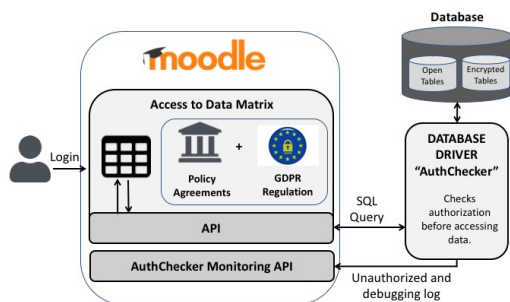 Database
Open
Tables
Encrypted
Tables
moodle
Access to Data Matrix
Login
+
Policy
Agreements
GDPR
Regulation
DATABASE
DRIVER
“AuthChecker”
Checks
authorization
before accessing
data.
SQL
Query
API
AuthChecker Monitoring API
Unauthorized and
debugging log